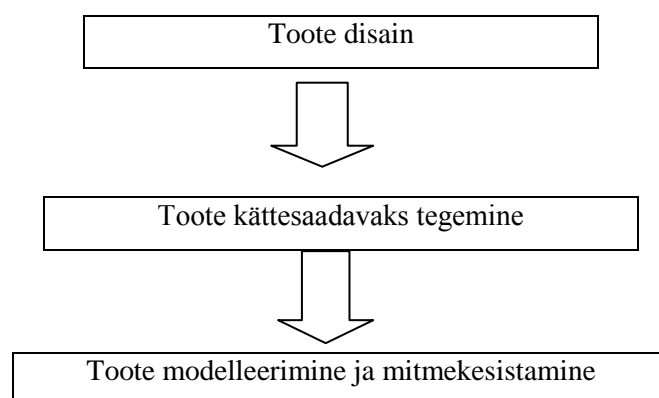 Toote disain
Toote kättesaadavaks tegemine
Toote modelleerimine ja mitmekesistamine